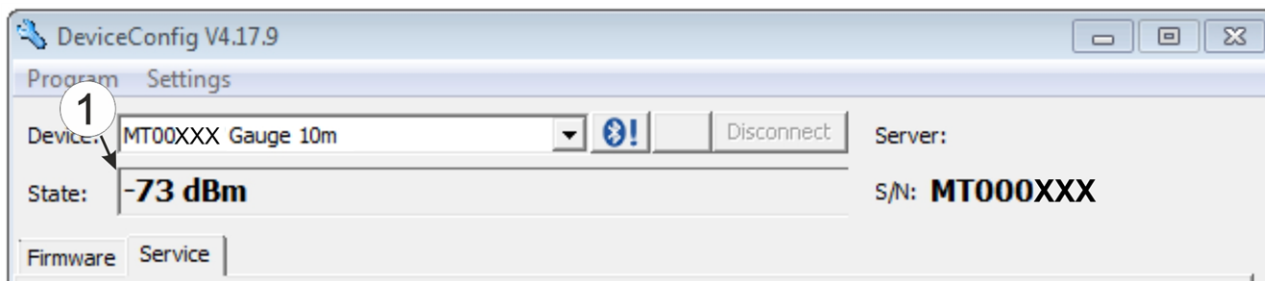 DeviceConfig V4.17.9
Program Settings
1
Device: MT00XXX Gauge 10m Disconnect Server:
State: -73 dBm S/N: MT000XXX
Firmware Service